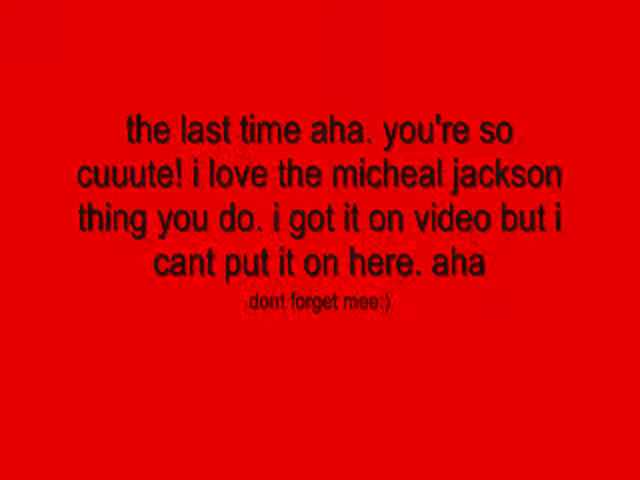 the last time aha. you're so
cuuute! i love the micheal jackson
thing you do. i got it on video but i
cant put it on here. aha
dont forget mee:)